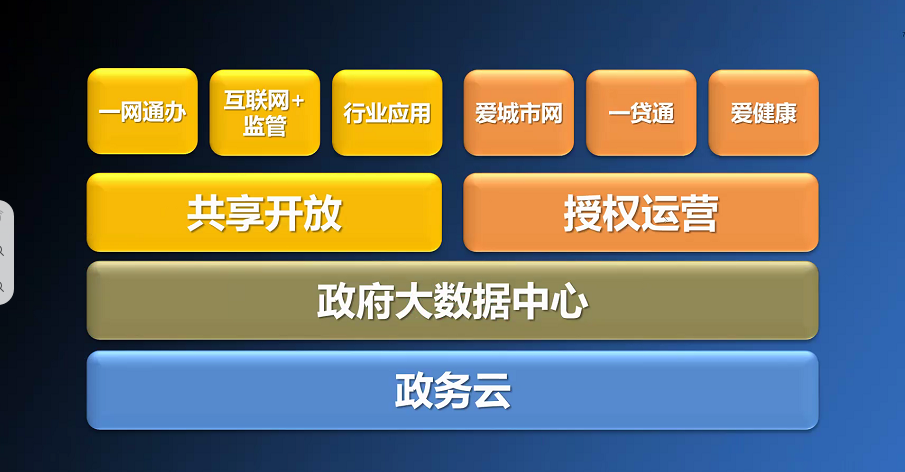 一网通办
互联网+
监管
行业应用
爱城市网
一贷通
爱健康
共享开放
授权运营
政府大数据中心
政务云